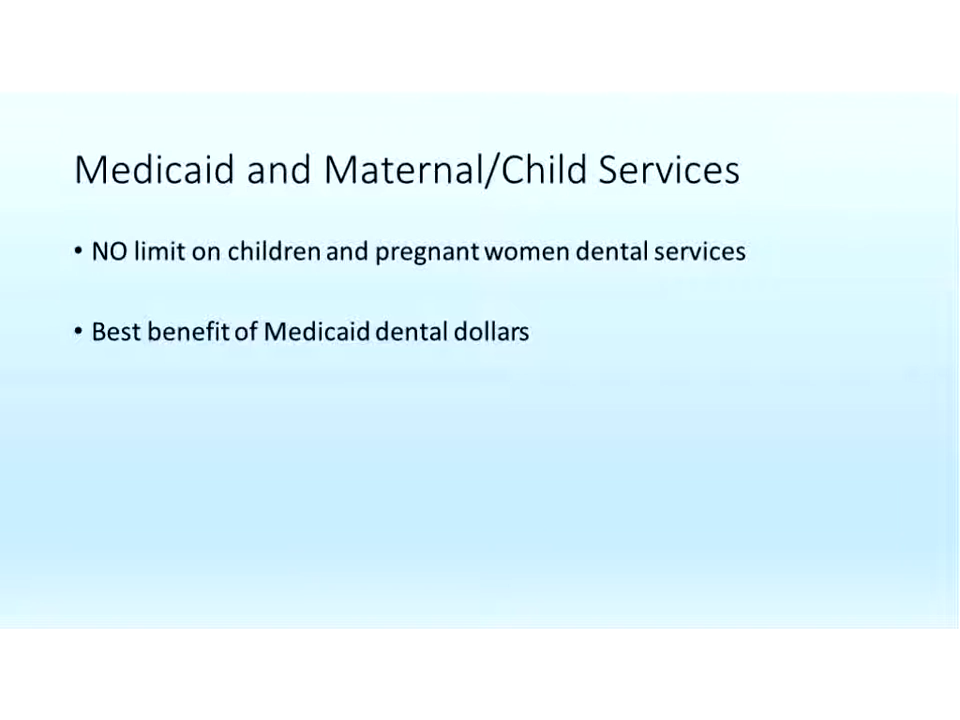 Medicaid and Maternal/Child Services
• NO limit on children and pregnant women dental services
• Best benefit of Medicaid dental dollars